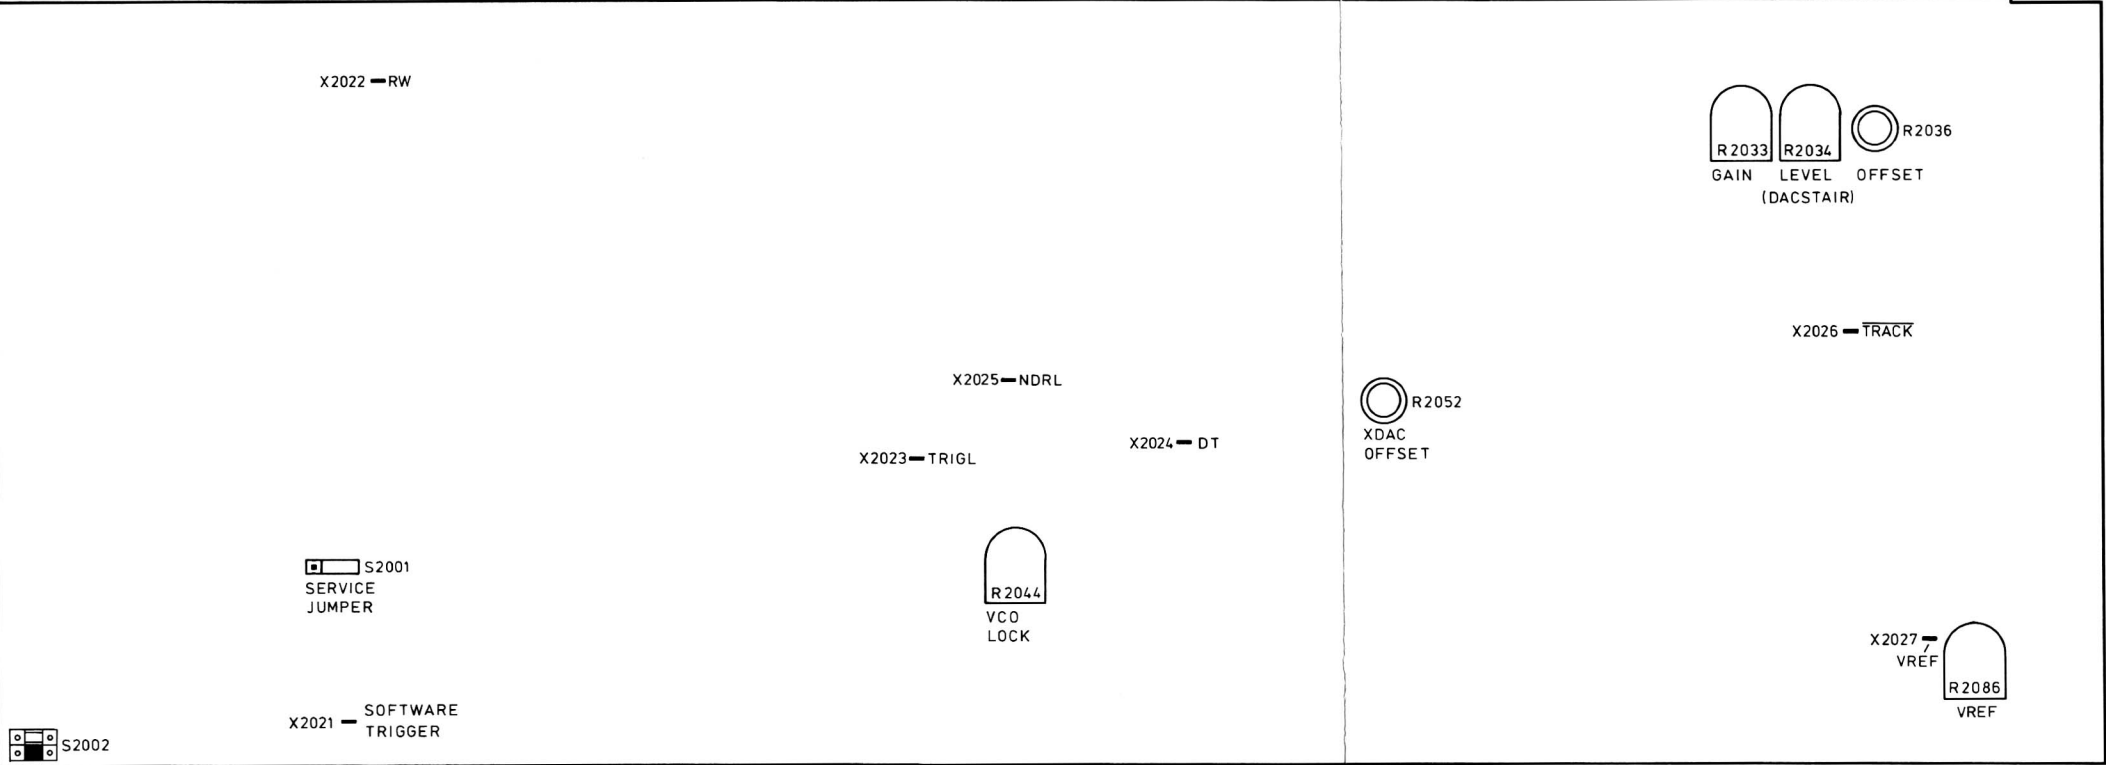 X2022 RW
R2033 R2034 R2036
GAIN LEVEL OFFSET
(DACSTAIR)
X2026 TRACK
X2025 NDRL
R2052
XDAC
OFFSET
X2024 DT
X2023 TRIGL
S2001
SERVICE
JUMPER
R2044
VCO
LOCK
X2027
VREF
R2086
VREF
X2021 SOFTWARE
TRIGGER
S2002